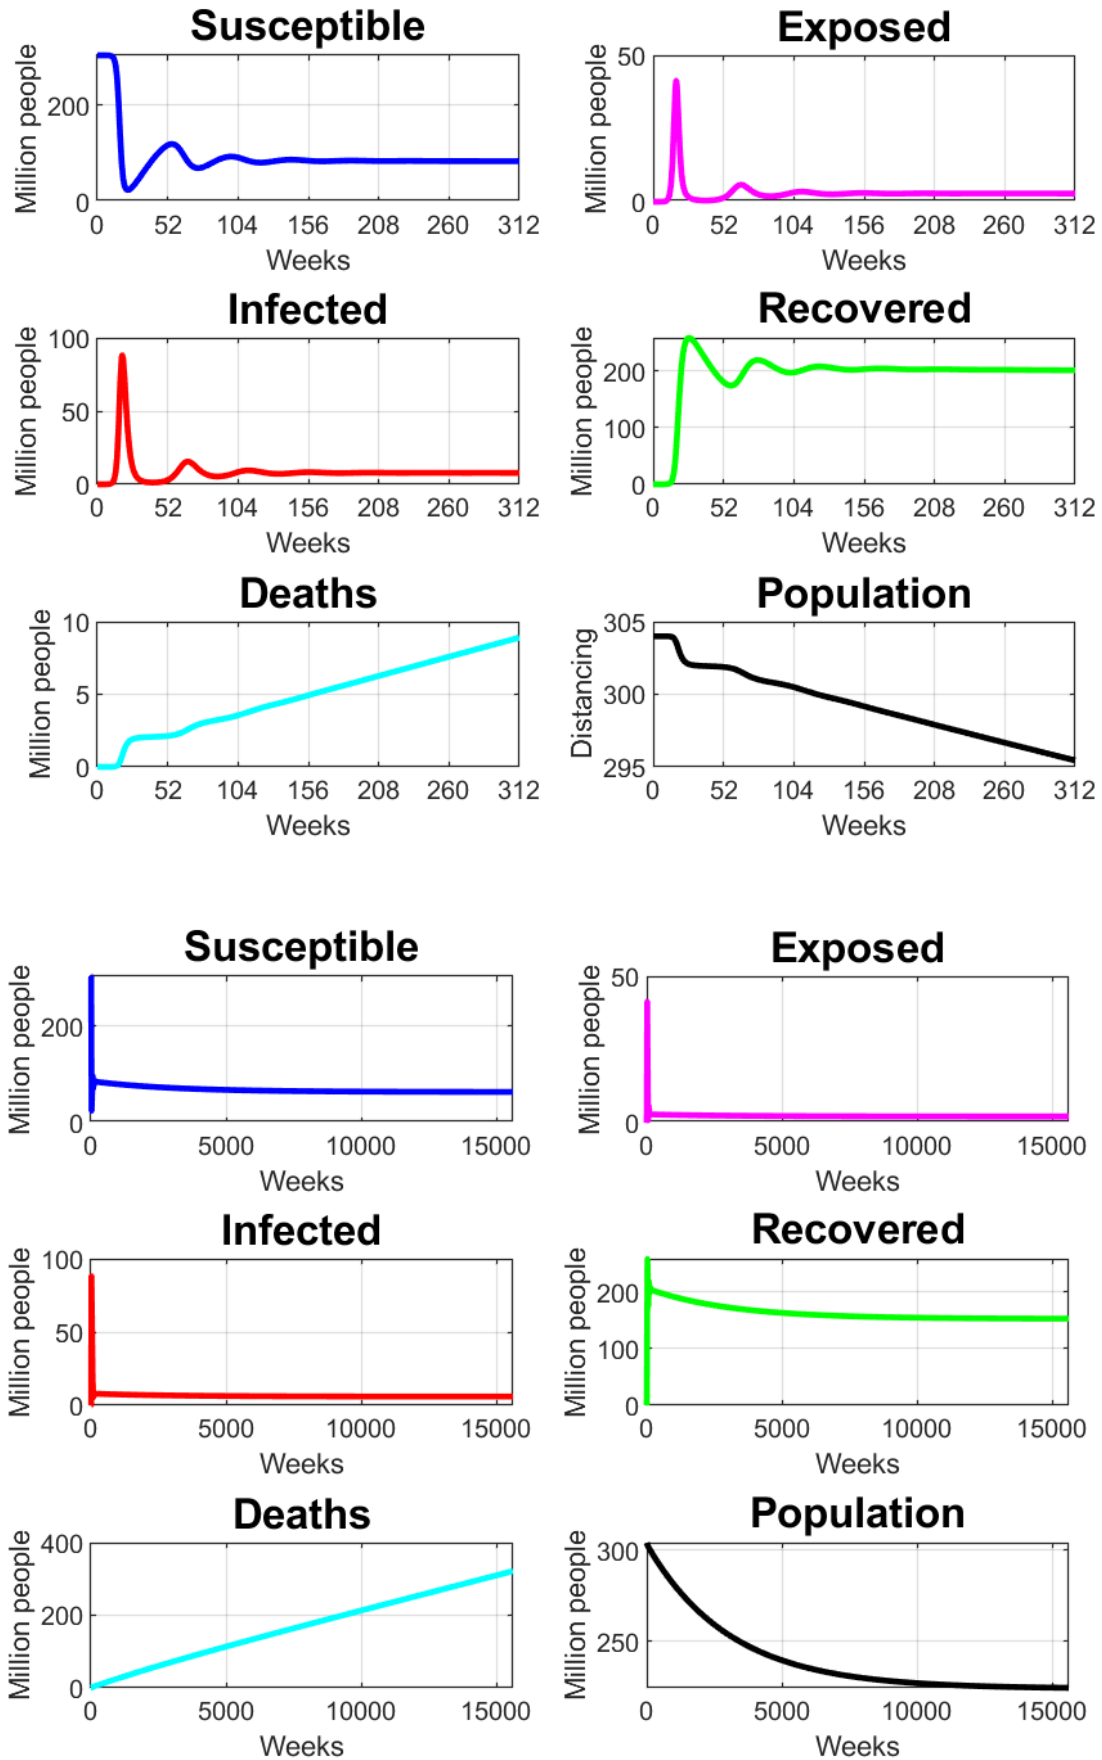 Susceptible
Exposed
Million people
200
0
0 52 104 156 208 260 312
Weeks
Million people
50
0
0 52 104 156 208 260 312
Weeks
Infected
Recovered
Million people
100
50
0
0 52 104 156 208 260 312
Weeks
Million people
200
100
0
0 52 104 156 208 260 312
Weeks
Deaths
Population
Million people
10
5
0
0 52 104 156 208 260 312
Weeks
Distancing
305
300
295
0 52 104 156 208 260 312
Weeks
Susceptible
Exposed
Million people
200
0
0 5000 10000 15000
Weeks
Million people
50
0
0 5000 10000 15000
Weeks
Infected
Recovered
Million people
100
50
0
0 5000 10000 15000
Weeks
Million people
200
100
0
0 5000 10000 15000
Weeks
Deaths
Population
Million people
400
200
0
0 5000 10000 15000
Weeks
Million people
300
250
0 5000 10000 15000
Weeks